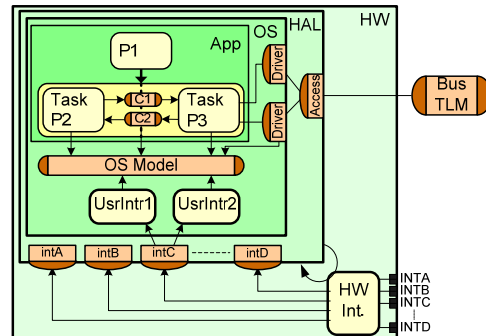 HW
HAL
OS
App
P1
Driver
Task
P2
C1
C2
Task
P3
Driver
Access
Bus
TLM
OS Model
UsrIntr1
UsrIntr2
intA
intB
intC
intD
HW
Int.
INTA
INTB
INTC
INTD